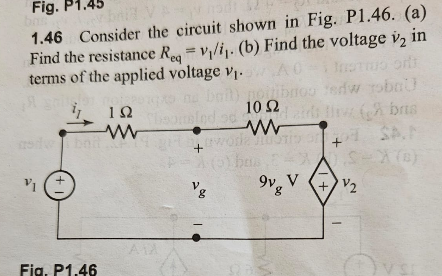 Fig. P1.45
1.46 Consider the circuit shown in Fig. P1.46. (a)
Find the resistance Req = v1/i1. (b) Find the voltage v2 in
terms of the applied voltage v1.
i1 1 Ω 10 Ω
+ +
v1 + vg 9vg V + v2
− −
Fig. P1.46